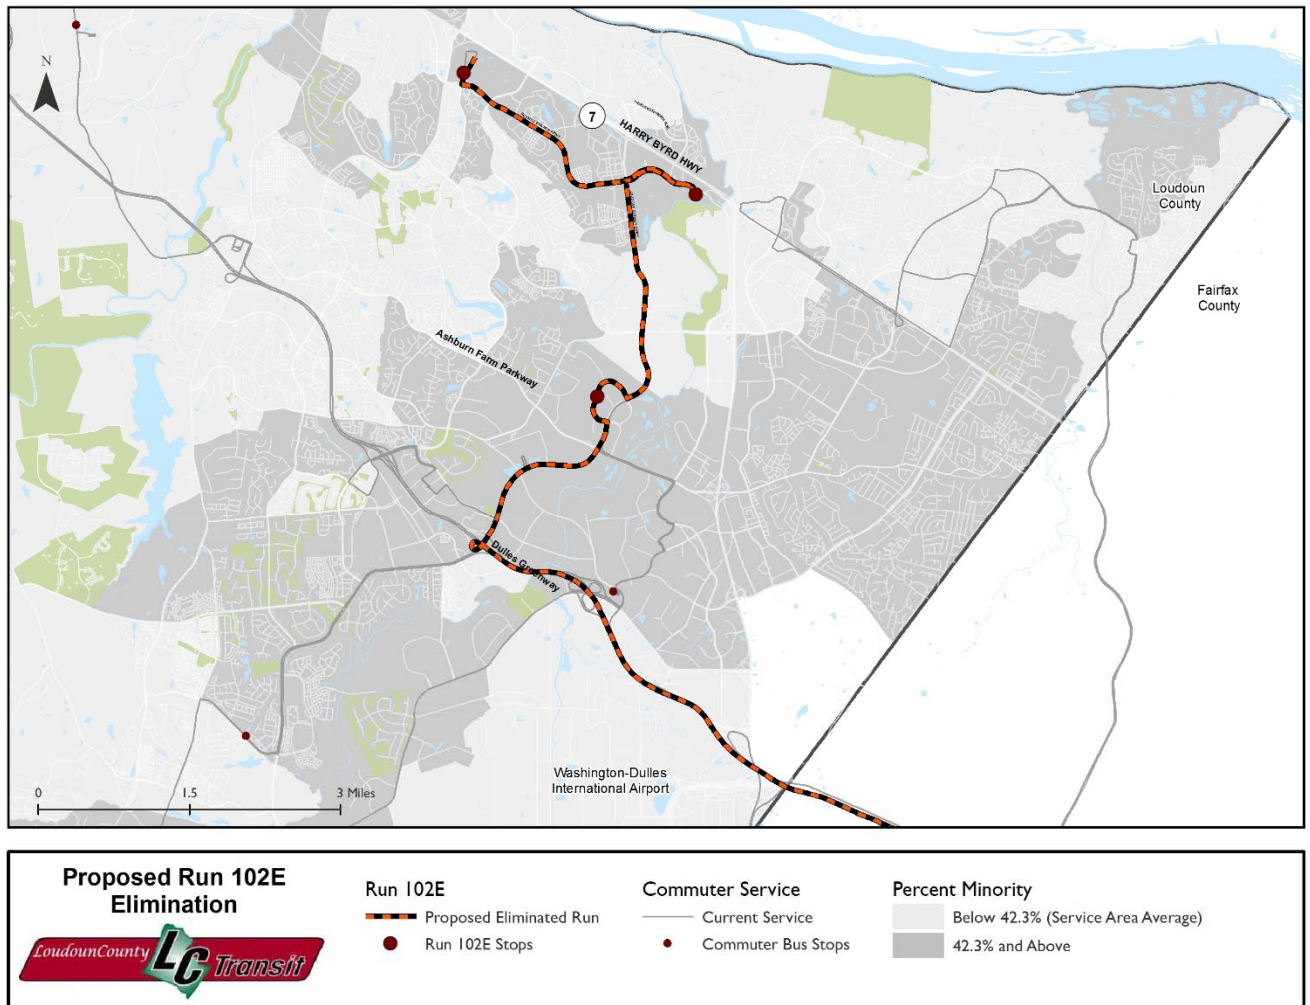 N
7
HARRY BYRD HWY
Loudoun
County
Fairfax
County
Ashburn Farm Parkway
Dulles Greenway
Washington-Dulles
International Airport
0 1.5 3 Miles
Proposed Run 102E
Elimination
LoudounCounty LC Transit
Run 102E
Proposed Eliminated Run
Run 102E Stops
Commuter Service
Current Service
Commuter Bus Stops
Percent Minority
Below 42.3% (Service Area Average)
42.3% and Above